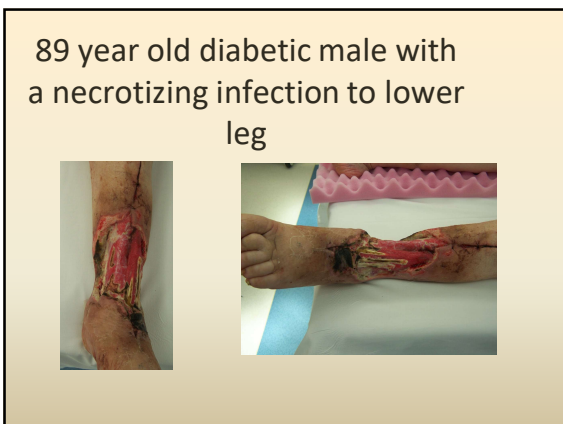 89 year old diabetic male with
a necrotizing infection to lower
leg